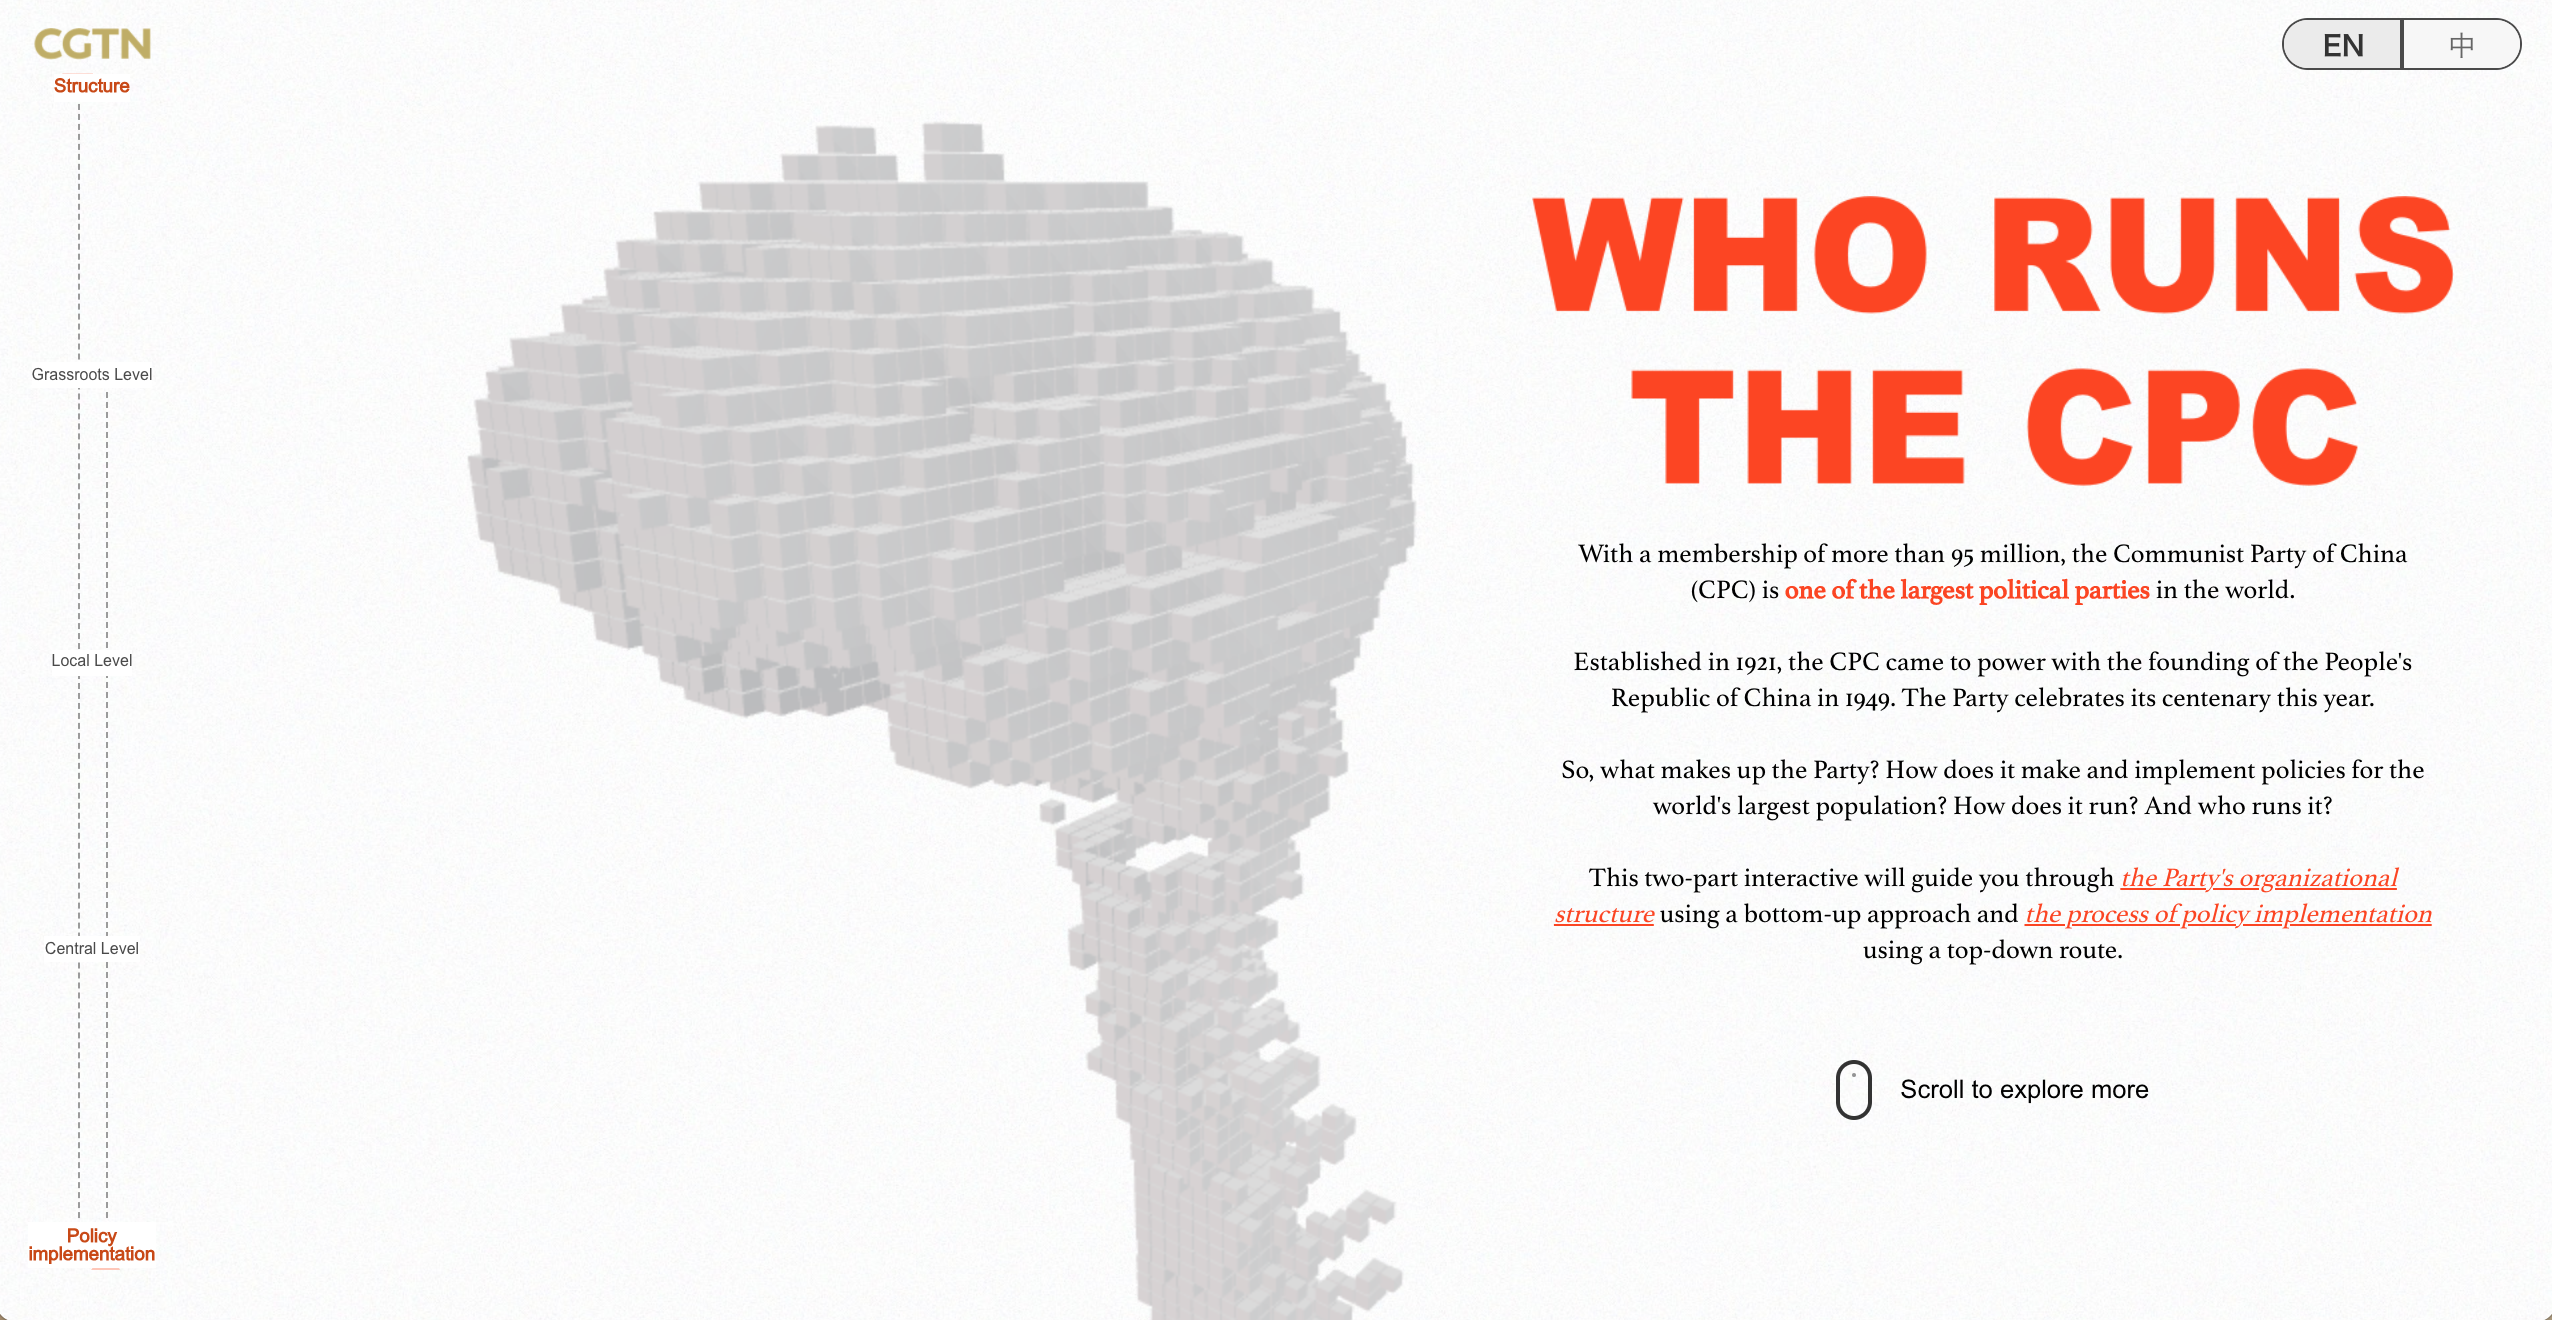 CGTN
Structure
Grassroots Level
Local Level
Central Level
Policy
implementation
EN
中
WHO RUNS
THE CPC
With a membership of more than 95 million, the Communist Party of China
(CPC) is one of the largest political parties in the world.
Established in 1921, the CPC came to power with the founding of the People's
Republic of China in 1949. The Party celebrates its centenary this year.
So, what makes up the Party? How does it make and implement policies for the
world's largest population? How does it run? And who runs it?
This two-part interactive will guide you through the Party's organizational
structure using a bottom-up approach and the process of policy implementation
using a top-down route.
Scroll to explore more